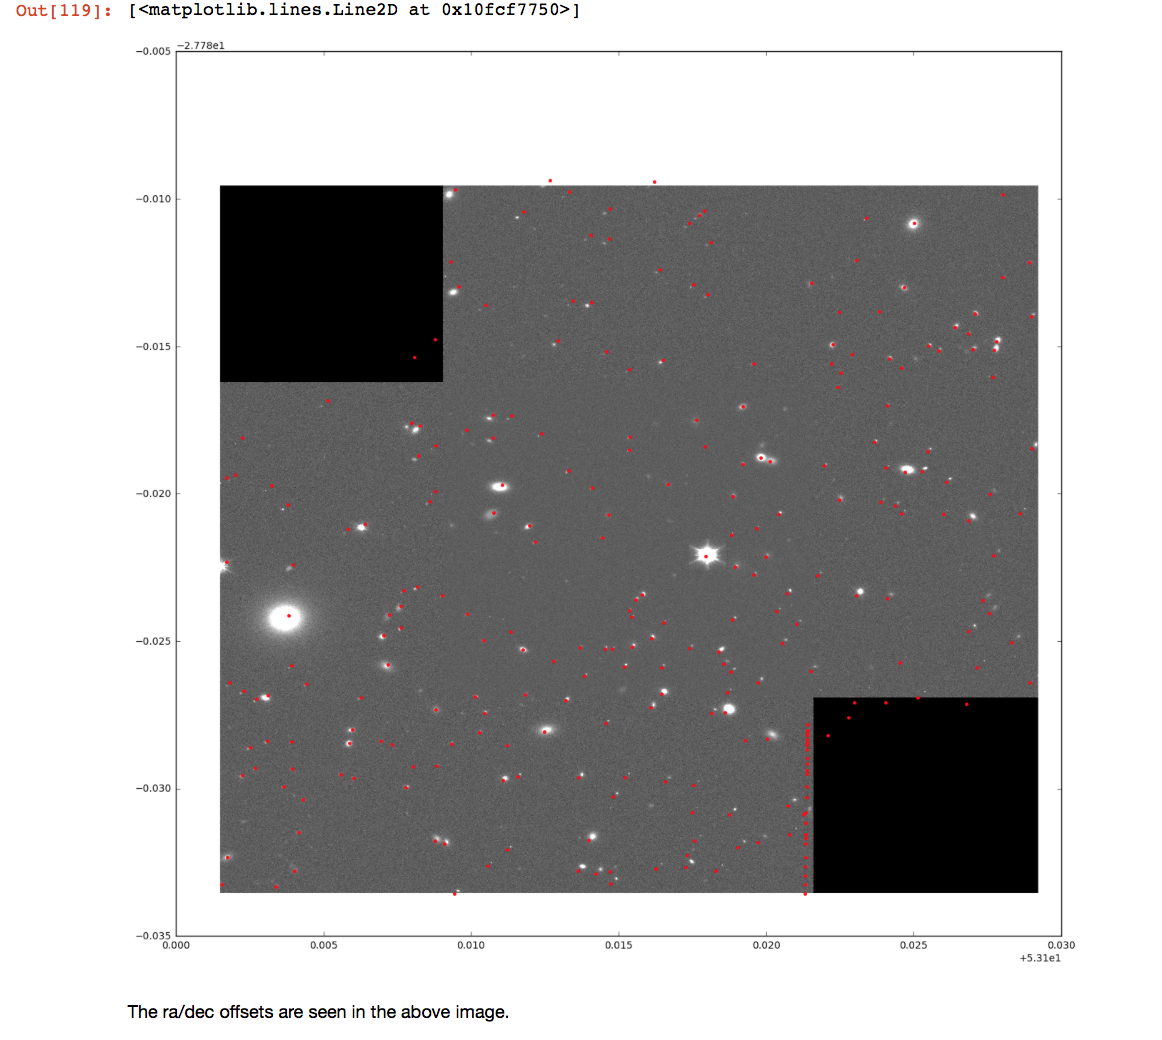 Out[119]: [<matplotlib.lines.Line2D at 0x10fcf7750>]
−2.778e1
−0.005
−0.010
−0.015
−0.020
−0.025
−0.030
−0.035
0.000 0.005 0.010 0.015 0.020 0.025 0.030
+5.31e1
The ra/dec offsets are seen in the above image.